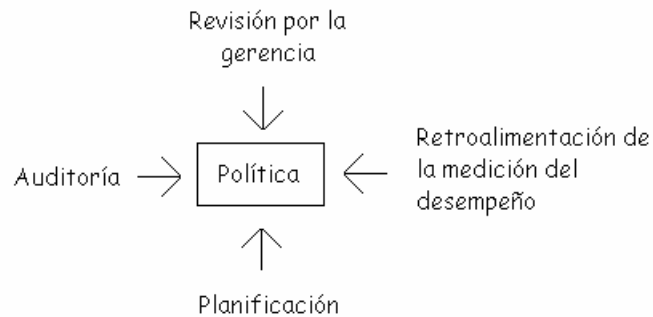 Revisión por la
gerencia
Auditoría
Política
Retroalimentación de
la medición del
desempeño
Planificación